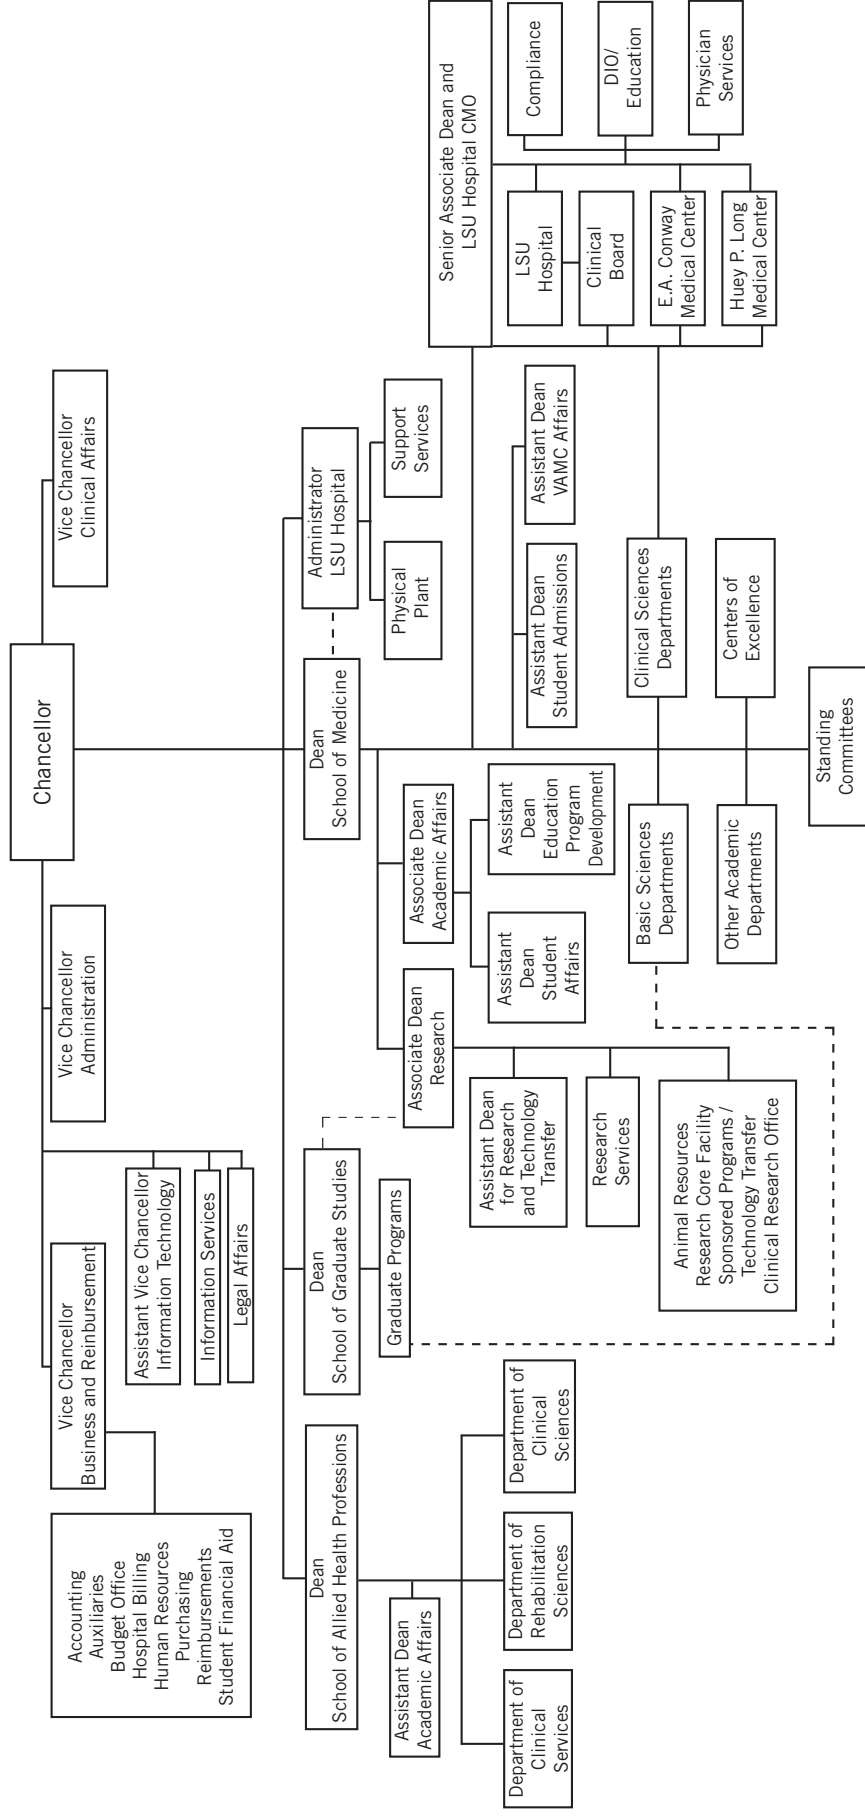 Chancellor
Vice Chancellor
Business and Reimbursement
Vice Chancellor
Administration
Vice Chancellor
Clinical Affairs
Accounting
Auxiliaries
Budget Office
Hospital Billing
Human Resources
Purchasing
Reimbursements
Student Financial Aid
Assistant Vice Chancellor
Information Technology
Information Services
Legal Affairs
Dean
School of Allied Health Professions
Dean
School of Graduate Studies
Dean
School of Medicine
Administrator
LSU Hospital
Assistant Dean
Academic Affairs
Graduate Programs
Physical
Plant
Support
Services
Department of
Clinical
Services
Department of
Rehabilitation
Sciences
Department of
Clinical
Sciences
Associate Dean
Research
Associate Dean
Academic Affairs
Assistant Dean
for Research
and Technology
Transfer
Research
Services
Animal Resources
Research Core Facility
Sponsored Programs /
Technology Transfer
Clinical Research Office
Assistant
Dean
Student
Affairs
Assistant
Dean
Education
Program
Development
Assistant Dean
Student Admissions
Assistant Dean
VAMC Affairs
Senior Associate Dean and
LSU Hospital CMO
LSU
Hospital
Clinical
Board
E.A. Conway
Medical Center
Huey P. Long
Medical Center
Compliance
DIO/
Education
Physician
Services
Basic Sciences
Departments
Clinical Sciences
Departments
Other Academic
Departments
Centers of
Excellence
Standing
Committees